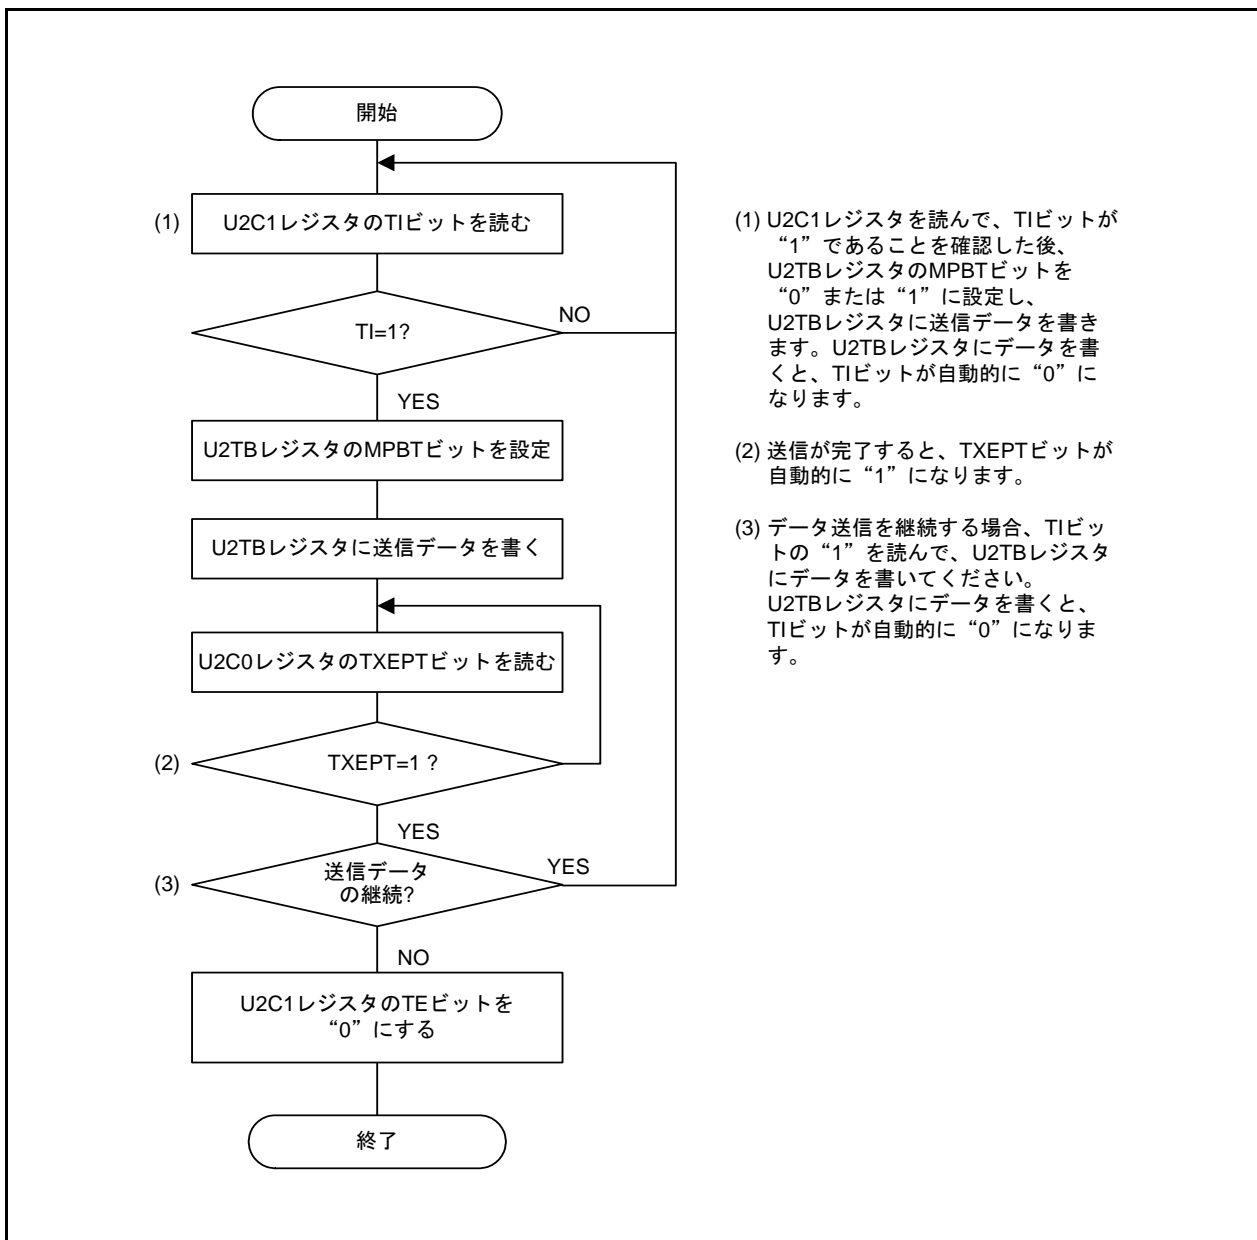 開始
(1)
U2C1レジスタのTIビットを読む
TI=1?
NO
YES
U2TBレジスタのMPBTビットを設定
U2TBレジスタに送信データを書く
U2C0レジスタのTXEPTビットを読む
(2)
TXEPT=1 ?
YES
(3)
送信データ
の継続?
YES
NO
U2C1レジスタのTEビットを
“0”にする
終了
(1) U2C1レジスタを読んで、TIビットが
“1”であることを確認した後、
U2TBレジスタのMPBTビットを
“0”または“1”に設定し、
U2TBレジスタに送信データを書き
ます。U2TBレジスタにデータを書
くと、TIビットが自動的に“0”に
なります。
(2) 送信が完了すると、TXEPTビットが
自動的に“1”になります。
(3) データ送信を継続する場合、TIビッ
トの“1”を読んで、U2TBレジスタ
にデータを書いてください。
U2TBレジスタにデータを書くと、
TIビットが自動的に“0”になりま
す。